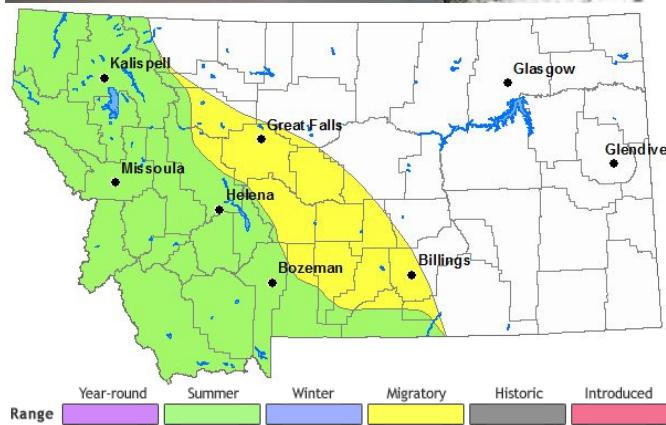 Kalispell
Glasgow
Great Falls
Glendive
Missoula
Helena
Billings
Bozeman
Year-round Summer Winter Migratory Historic Introduced
Range